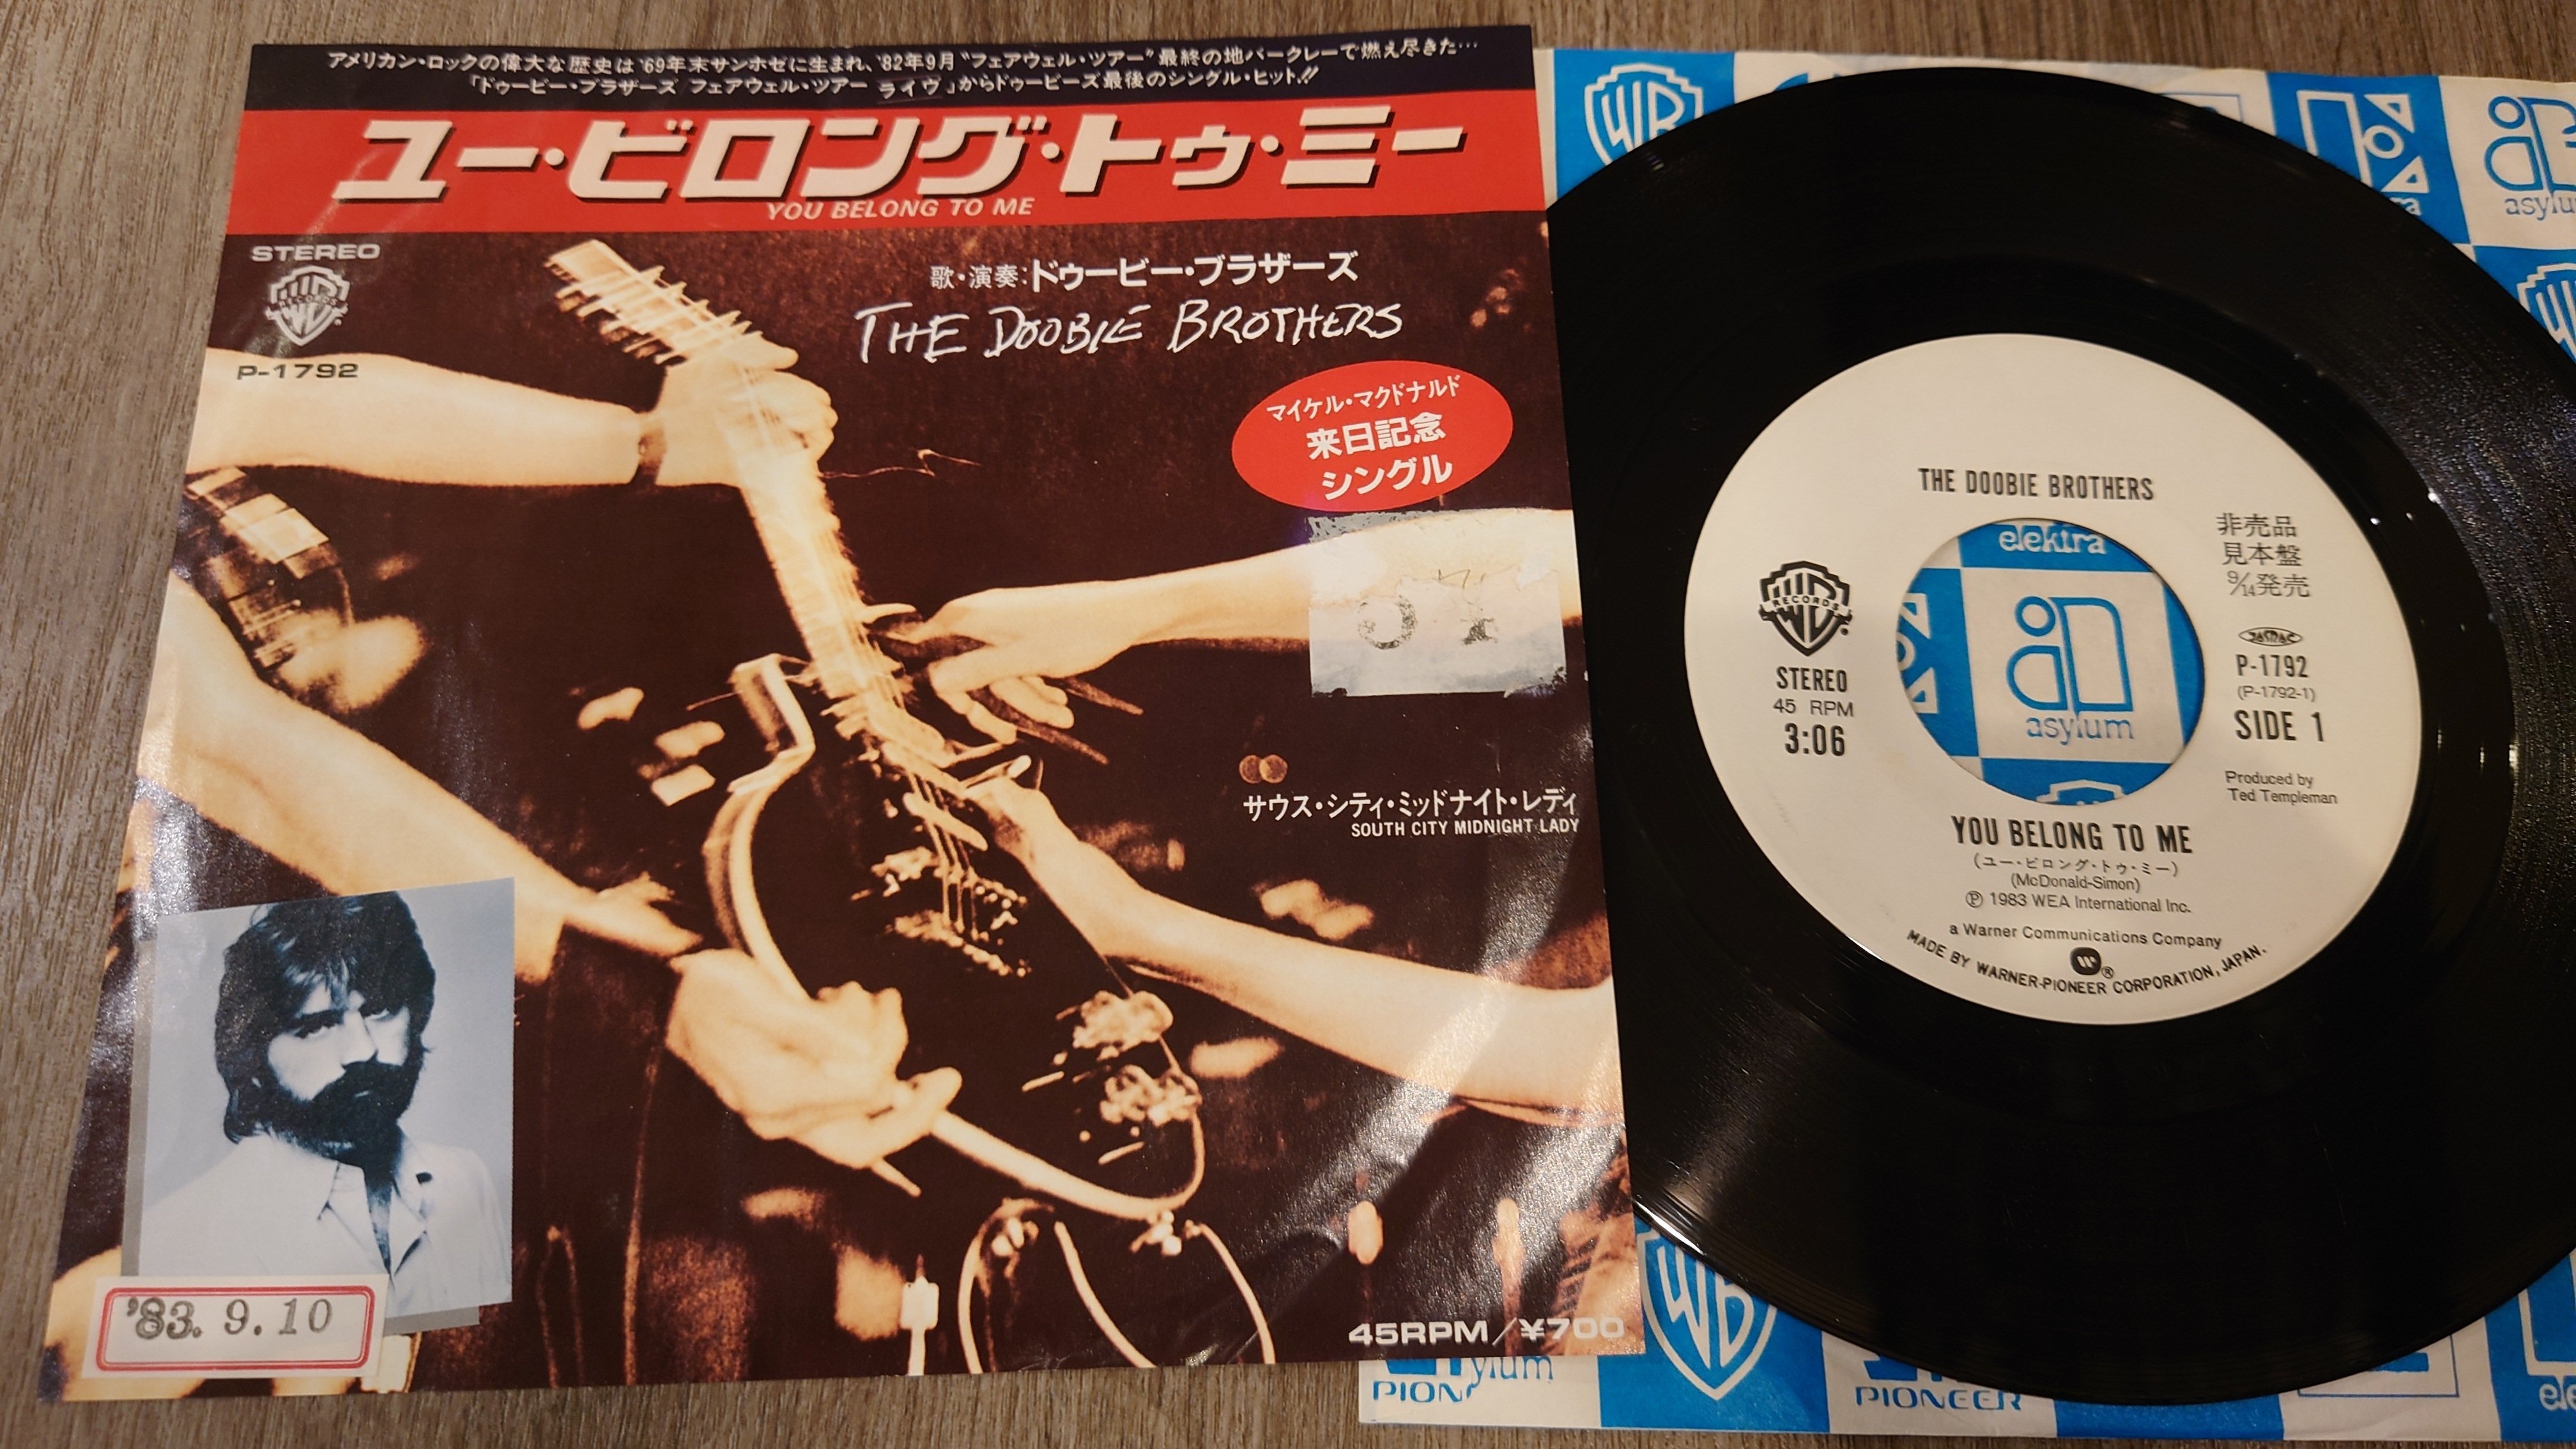 アメリカン・ロックの偉大な歴史は'69年末サンホゼに生まれ、'82年9月“フェアウェル・ツアー”最終の地バークレーで燃え尽きた…
「ドゥービー・ブラザーズ フェアウェル・ツアー ライヴ」からドゥービーズ最後のシングル・ヒット!!
ユー・ビロング・トゥ・ミー
YOU BELONG TO ME
STEREO
RECORDS
P-1792
歌・演奏:ドゥービー・ブラザーズ
THE DOOBIE BROTHERS
マイケル・マクドナルド
来日記念
シングル
サウス・シティ・ミッドナイト・レディ
SOUTH CITY MIDNIGHT LADY
'83. 9. 10
45RPM/¥700
THE DOOBIE BROTHERS
非売品
見本盤
9/14発売
RECORDS
STEREO
45 RPM
3:06
JASRAC
P-1792
(P-1792-1)
SIDE 1
Produced by
Ted Templeman
YOU BELONG TO ME
(ユー・ビロング・トゥ・ミー)
(McDonald-Simon)
Ⓟ 1983 WEA International Inc.
a Warner Communications Company
MADE BY WARNER-PIONEER CORPORATION, JAPAN.
elektra
asylum
PIONEER